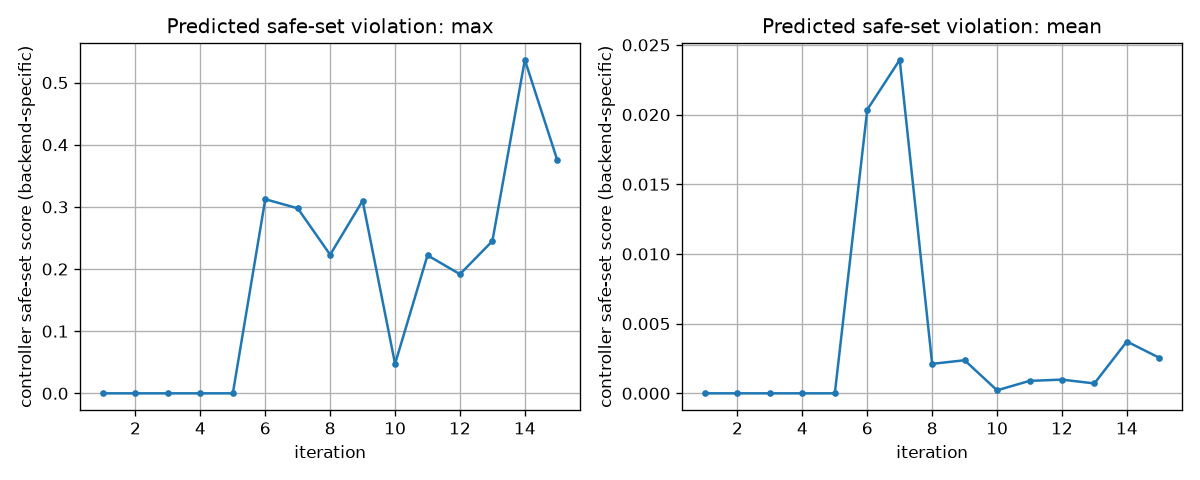 Predicted safe-set violation: max
controller safe-set score (backend-specific)
0.5
0.4
0.3
0.2
0.1
0.0
2 4 6 8 10 12 14
iteration
Predicted safe-set violation: mean
controller safe-set score (backend-specific)
0.025
0.020
0.015
0.010
0.005
0.000
2 4 6 8 10 12 14
iteration